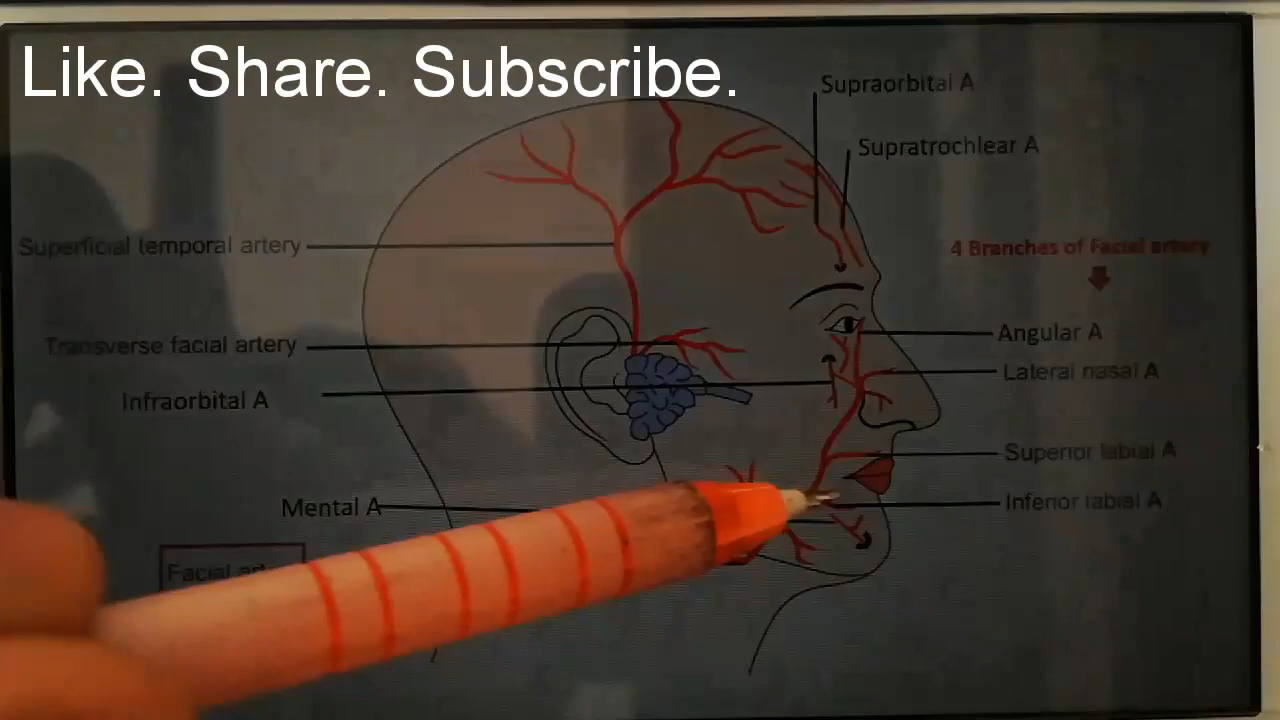 Like. Share. Subscribe.
Supraorbital A
Supratrochlear A
Superficial temporal artery
4 Branches of Facial artery
Transverse facial artery
Angular A
Infraorbital A
Lateral nasal A
Superior labial A
Mental A
Inferior labial A
Facial